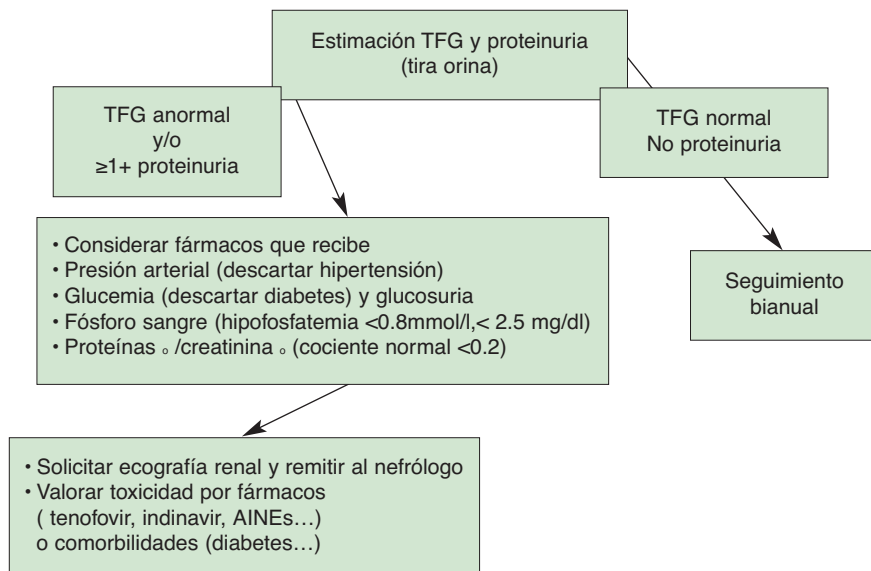 Estimación TFG y proteinuria
(tira orina)
TFG anormal
y/o
≥1+ proteinuria
TFG normal
No proteinuria
• Considerar fármacos que recibe
• Presión arterial (descartar hipertensión)
• Glucemia (descartar diabetes) y glucosuria
• Fósforo sangre (hipofosfatemia <0.8mmol/l,< 2.5 mg/dl)
• Proteínas ₒ/creatinina ₒ (cociente normal <0.2)
Seguimiento
bianual
• Solicitar ecografía renal y remitir al nefrólogo
• Valorar toxicidad por fármacos
( tenofovir, indinavir, AINEs…)
o comorbilidades (diabetes…)